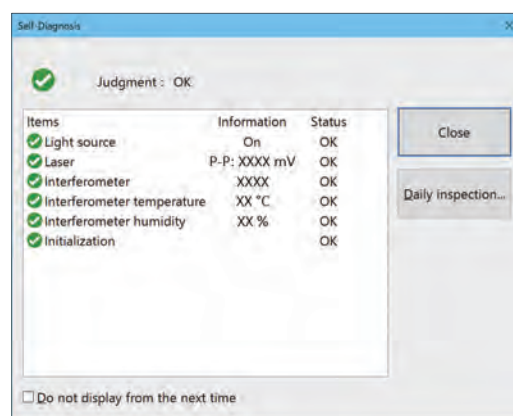 Self-Diagnosis
Judgment : OK
Items Information Status
Light source On OK
Laser P-P: XXXX mV OK
Interferometer XXXX OK
Interferometer temperature XX °C OK
Interferometer humidity XX % OK
Initialization OK
Close
Daily inspection...
Do not display from the next time